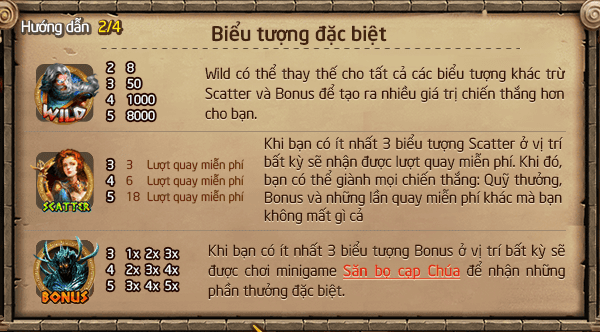 Hướng dẫn 2/4
Biểu tượng đặc biệt
WILD
2 8
3 50
4 1000
5 8000
Wild có thể thay thế cho tất cả các biểu tượng khác trừ
Scatter và Bonus để tạo ra nhiều giá trị chiến thắng hơn
cho bạn.
SCATTER
3 3 Lượt quay miễn phí
4 6 Lượt quay miễn phí
5 18 Lượt quay miễn phí
Khi bạn có ít nhất 3 biểu tượng Scatter ở vị trí
bất kỳ sẽ nhận được lượt quay miễn phí. Khi đó,
bạn có thể giành mọi chiến thắng: Quỹ thưởng,
Bonus và những lần quay miễn phí khác mà bạn
không mất gì cả
BONUS
3 1x 2x 3x
4 2x 3x 4x
5 3x 4x 5x
Khi bạn có ít nhất 3 biểu tượng Bonus ở vị trí bất kỳ sẽ
được chơi minigame Săn bọ cạp Chúa để nhận những
phần thưởng đặc biệt.